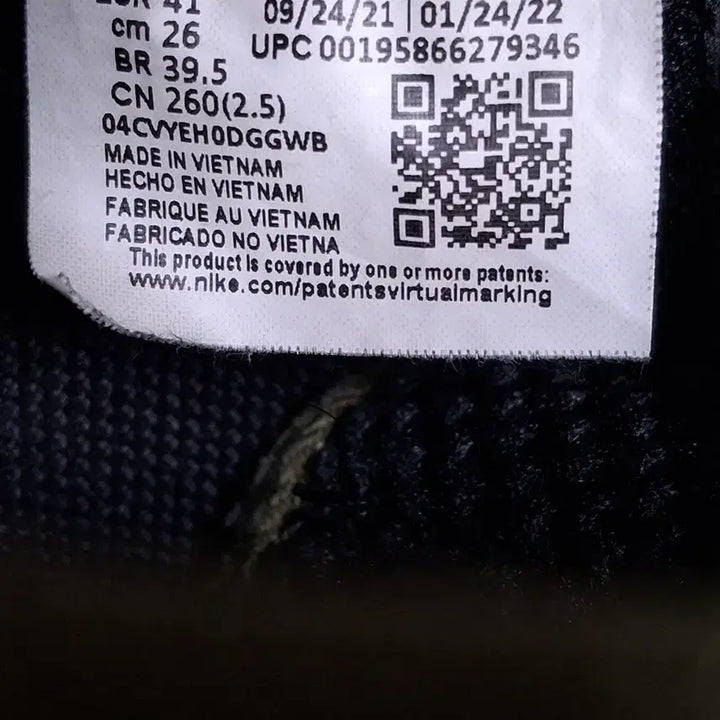 EUR 41
09/24/21 | 01/24/22
cm 26
UPC 00195866279346
BR 39.5
CN 260(2.5)
04CVYEH0DGGWB
MADE IN VIETNAM
HECHO EN VIETNAM
FABRIQUE AU VIETNAM
FABRICADO NO VIETNA
This product is covered by one or more patents:
www.nike.com/patentsvirtualmarking